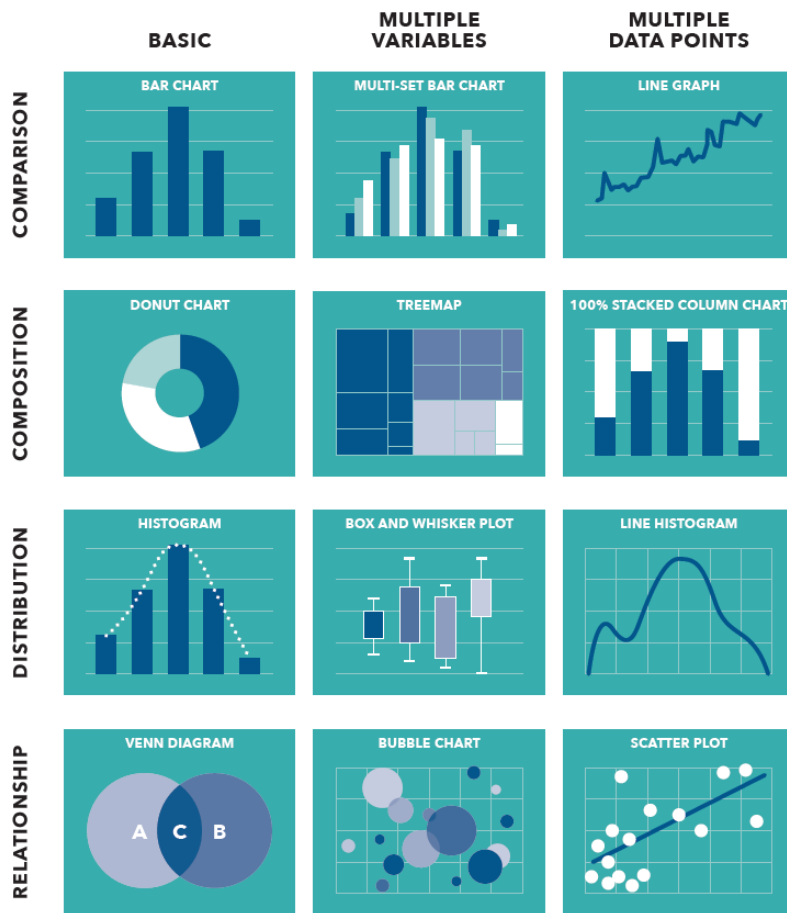 BASIC
MULTIPLE
VARIABLES
MULTIPLE
DATA POINTS
COMPARISON
BAR CHART
MULTI-SET BAR CHART
LINE GRAPH
COMPOSITION
DONUT CHART
TREEMAP
100% STACKED COLUMN CHART
DISTRIBUTION
HISTOGRAM
BOX AND WHISKER PLOT
LINE HISTOGRAM
RELATIONSHIP
VENN DIAGRAM
A C B
BUBBLE CHART
SCATTER PLOT